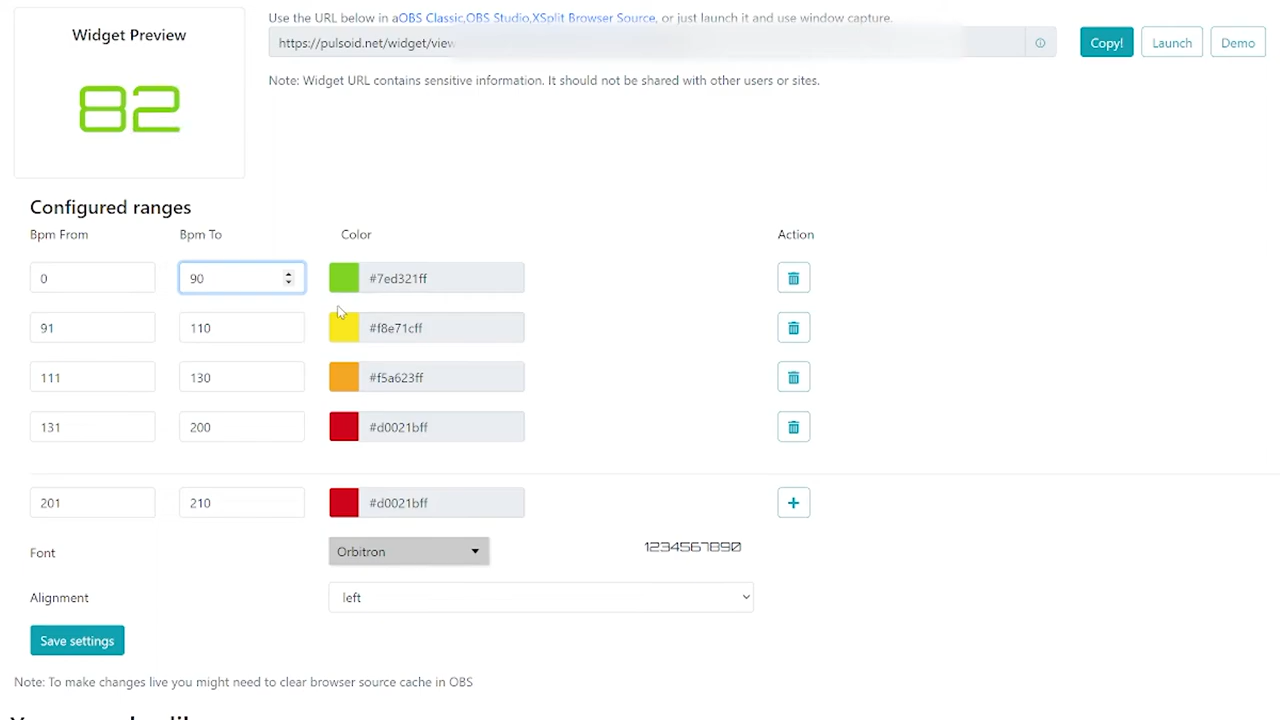 Use the URL below in aOBS Classic,OBS Studio,XSplit Browser Source, or just launch it and use window capture.
Widget Preview
https://pulsoid.net/widget/view
Copy!
Launch
Demo
Note: Widget URL contains sensitive information. It should not be shared with other users or sites.
82
Configured ranges
Bpm From Bpm To Color Action
0 90 #7ed321ff
91 110 #f8e71cff
111 130 #f5a623ff
131 200 #d0021bff
201 210 #d0021bff +
Font Orbitron 1234567890
Alignment left
Save settings
Note: To make changes live you might need to clear browser source cache in OBS